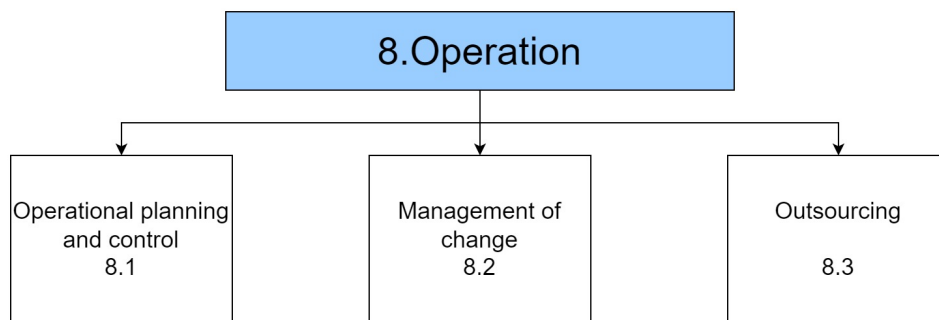 8.Operation
Operational planning
and control
8.1
Management of
change
8.2
Outsourcing
8.3